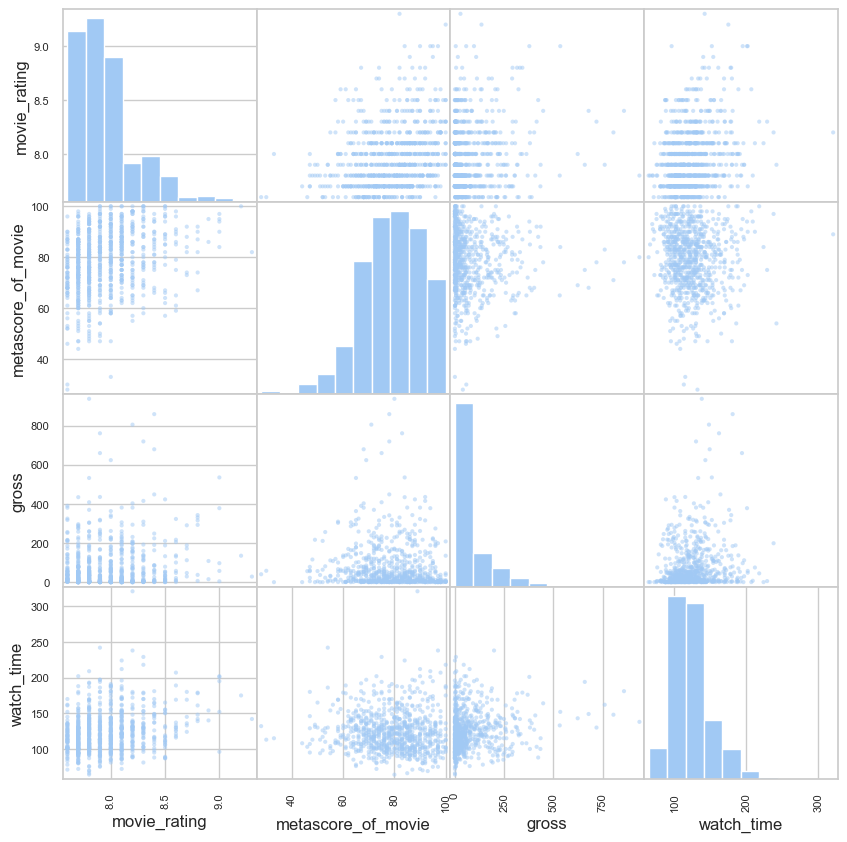 movie_rating
9.0
8.5
8.0
metascore_of_movie
100
80
60
40
gross
800
600
400
200
0
watch_time
300
250
200
150
100
8.0 8.5 9.0 40 60 80 100 0 250 500 750 100 200 300
movie_rating metascore_of_movie gross watch_time